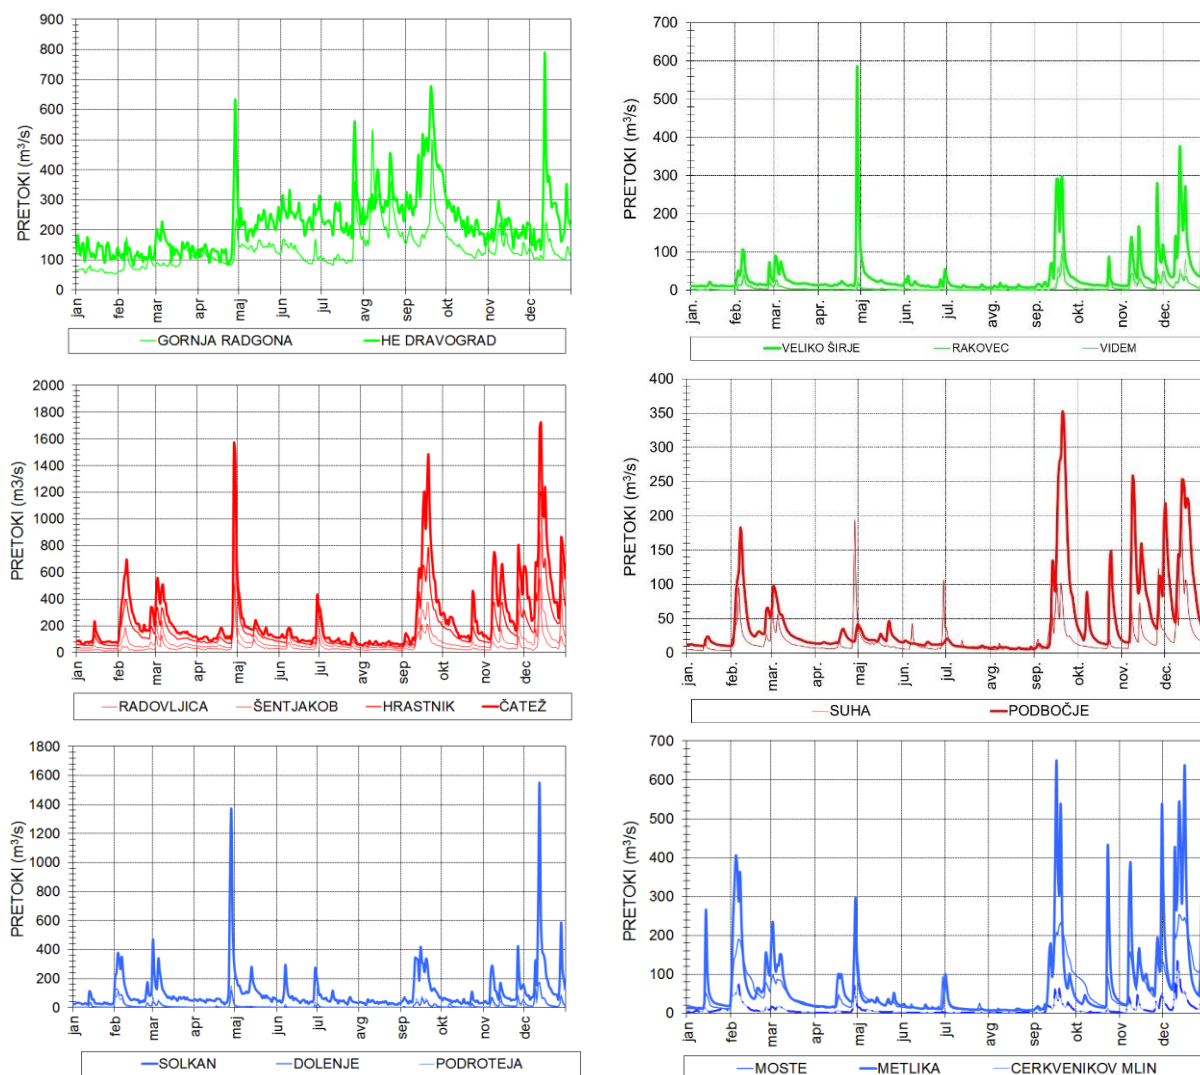 PRETOKI (m³/s)
900
800
700
600
500
400
300
200
100
0
jan
feb
mar
apr
maj
jun
jul
avg
sep
okt
nov
dec
GORNJA RADGONA HE DRAVOGRAD
PRETOKI (m³/s)
700
600
500
400
300
200
100
0
jan.
feb.
mar.
apr.
maj
jun.
jul.
avg.
sep.
okt.
nov.
dec.
VELIKO ŠIRJE RAKOVEC VIDEM
PRETOKI (m3/s)
2000
1800
1600
1400
1200
1000
800
600
400
200
0
jan
feb
mar
apr
maj
jun
jul
avg
sep
okt
nov
dec
RADOVLJICA ŠENTJAKOB HRASTNIK ČATEŽ
PRETOKI (m³/s)
400
350
300
250
200
150
100
50
0
jan.
feb.
mar.
apr.
maj
jun.
jul.
avg.
sep.
okt.
nov.
dec.
SUHA PODBOČJE
PRETOKI (m³/s)
1800
1600
1400
1200
1000
800
600
400
200
0
jan
feb
mar
apr
maj
jun
jul
avg
sep
okt
nov
dec
SOLKAN DOLENJE PODROTEJA
PRETOKI (m³/s)
700
600
500
400
300
200
100
0
jan
feb.
mar.
apr.
maj
jun.
jul.
avg
sep.
okt
nov.
dec.
MOSTE METLIKA CERKVENIKOV MLIN